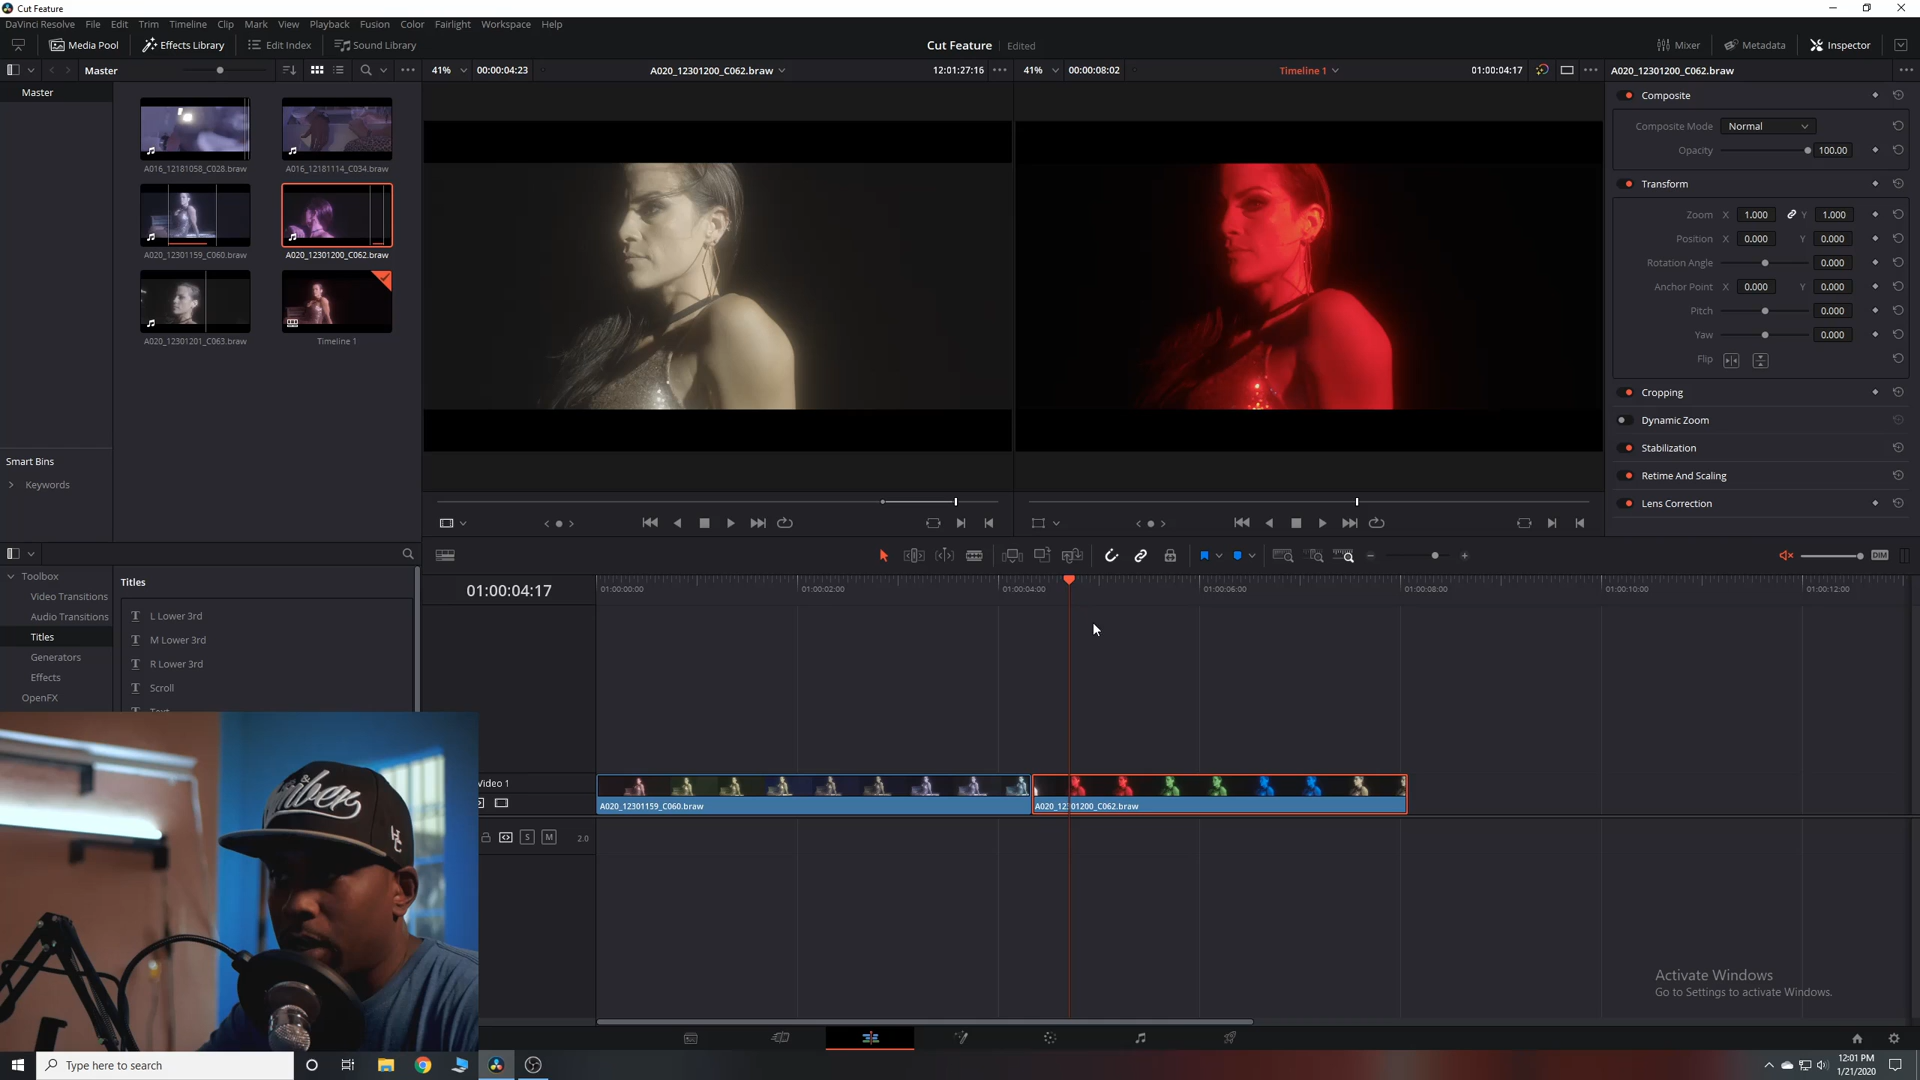 Cut Feature
DaVinci Resolve File Edit Trim Timeline Clip Mark View Playback Fusion Color Fairlight Workspace Help
Media Pool Effects Library Edit Index Sound Library Cut Feature Edited Mixer Metadata Inspector
Master 41% 00:00:04:23 A020_12301200_C062.braw 12:01:27:16 41% 00:00:08:02 Timeline 1 01:00:04:17 A020_12301200_C062.braw
Master
A016_12181058_C028.braw A016_12181114_C034.braw
A020_12301159_C060.braw A020_12301200_C062.braw
A020_12301201_C063.braw Timeline 1
Smart Bins
Keywords
Composite
Composite Mode Normal
Opacity 100.00
Transform
Zoom X 1.000 Y 1.000
Position X 0.000 Y 0.000
Rotation Angle 0.000
Anchor Point X 0.000 Y 0.000
Pitch 0.000
Yaw 0.000
Flip
Cropping
Dynamic Zoom
Stabilization
Retime And Scaling
Lens Correction
Toolbox
Video Transitions
Audio Transitions
Titles
Generators
Effects
OpenFX
Titles
L Lower 3rd
M Lower 3rd
R Lower 3rd
Scroll
DIM
01:00:04:17 01:00:00:00 01:00:02:00 01:00:04:00 01:00:06:00 01:00:08:00 01:00:10:00 01:00:12:00
Video 1
A020_12301159_C060.braw A020_12301200_C062.braw
S M 2.0
Activate Windows
Go to Settings to activate Windows.
Type here to search
12:01 PM
1/21/2020